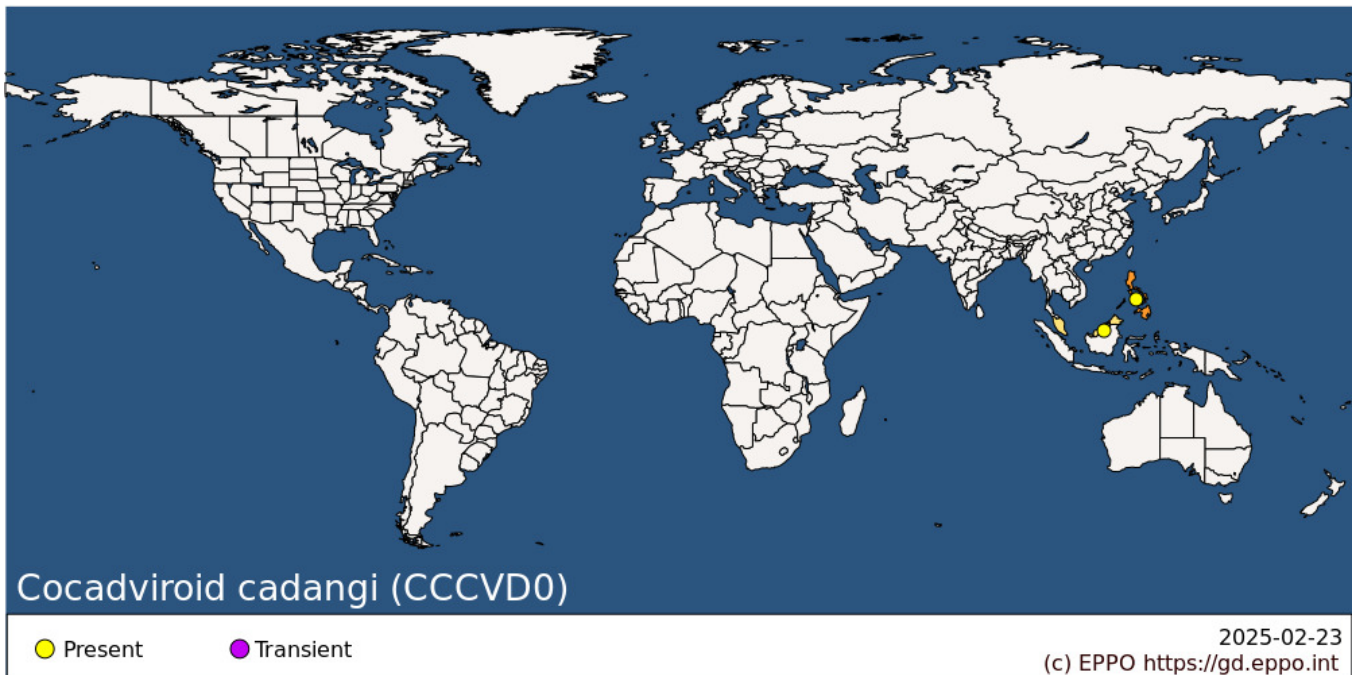 Cocadviroid cadangi (CCCVD0)
Present
Transient
2025-02-23
(c) EPPO https://gd.eppo.int